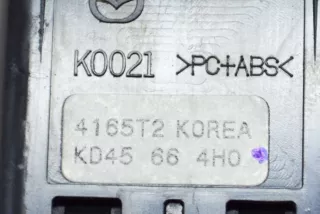 K0021 >PC+ABS<
4165T2 KOREA
KD45 66 4H0